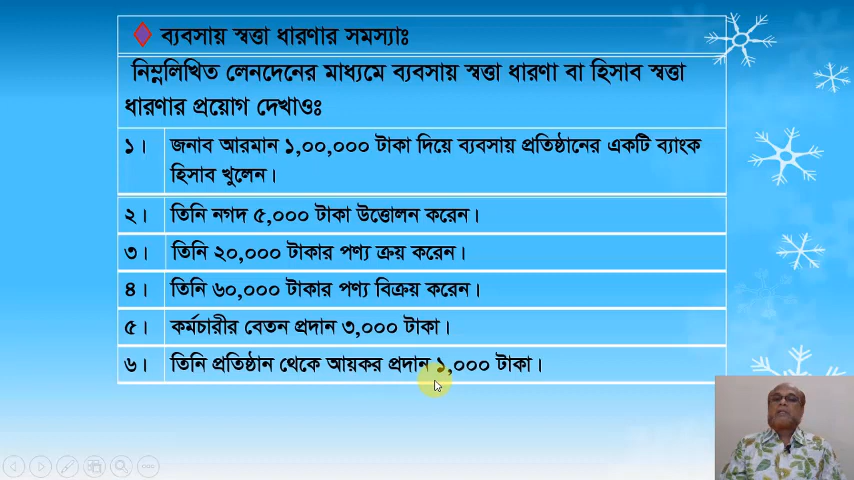 ব্যবসায় স্বত্তা ধারণার সমস্যাঃ
নিম্নলিখিত লেনদেনের মাধ্যমে ব্যবসায় স্বত্তা ধারণা বা হিসাব স্বত্তা
ধারণার প্রয়োগ দেখাওঃ
১। জনাব আরমান ১,০০,০০০ টাকা দিয়ে ব্যবসায় প্রতিষ্ঠানের একটি ব্যাংক
হিসাব খুলেন।
২। তিনি নগদ ৫,০০০ টাকা উত্তোলন করেন।
৩। তিনি ২০,০০০ টাকার পণ্য ক্রয় করেন।
৪। তিনি ৬০,০০০ টাকার পণ্য বিক্রয় করেন।
৫। কর্মচারীর বেতন প্রদান ৩,০০০ টাকা।
৬। তিনি প্রতিষ্ঠান থেকে আয়কর প্রদান ১,০০০ টাকা।